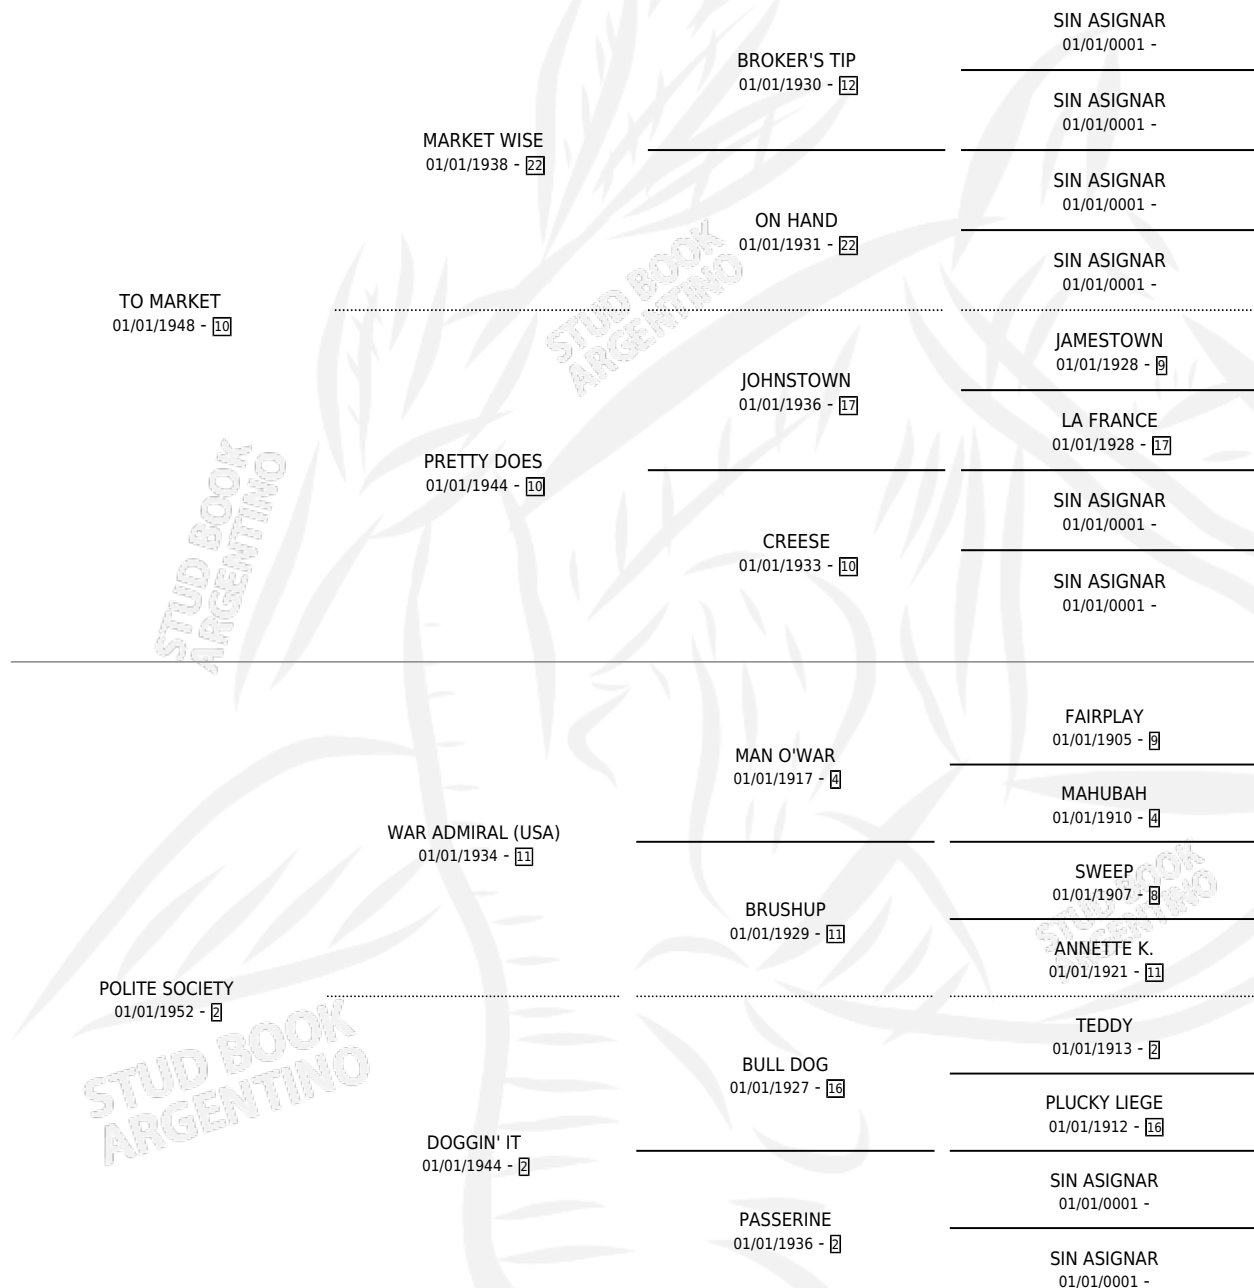 SIN ASIGNAR
01/01/0001 -
BROKER'S TIP
01/01/1930 - 12
SIN ASIGNAR
01/01/0001 -
MARKET WISE
01/01/1938 - 22
SIN ASIGNAR
01/01/0001 -
ON HAND
01/01/1931 - 22
SIN ASIGNAR
01/01/0001 -
TO MARKET
01/01/1948 - 10
JAMESTOWN
01/01/1928 - 9
JOHNSTOWN
01/01/1936 - 17
LA FRANCE
01/01/1928 - 17
PRETTY DOES
01/01/1944 - 10
SIN ASIGNAR
01/01/0001 -
CREESE
01/01/1933 - 10
SIN ASIGNAR
01/01/0001 -
FAIRPLAY
01/01/1905 - 9
MAN O'WAR
01/01/1917 - 4
MAHUBAH
01/01/1910 - 4
WAR ADMIRAL (USA)
01/01/1934 - 11
SWEEP
01/01/1907 - 8
BRUSHUP
01/01/1929 - 11
ANNETTE K.
01/01/1921 - 11
POLITE SOCIETY
01/01/1952 - 2
TEDDY
01/01/1913 - 2
BULL DOG
01/01/1927 - 16
PLUCKY LIEGE
01/01/1912 - 16
DOGGIN' IT
01/01/1944 - 2
SIN ASIGNAR
01/01/0001 -
PASSERINE
01/01/1936 - 2
SIN ASIGNAR
01/01/0001 -
STUD BOOK
ARGENTINO
STUD BOOK
ARGENTINO
STUD BOOK
ARGENTINO
STUD BOOK
ARGENTINO